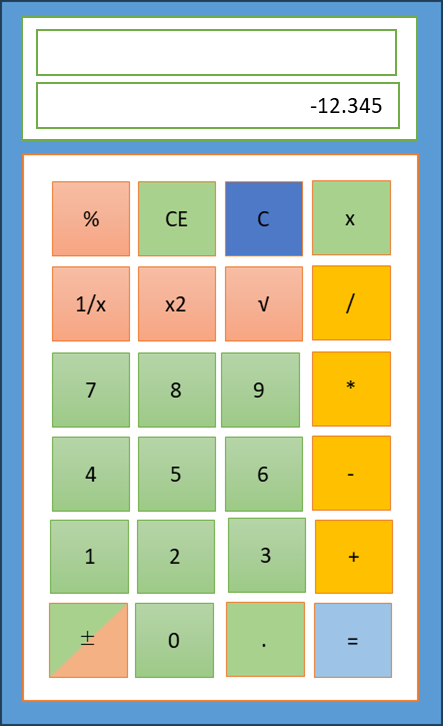 -12.345
% CE C x
1/x x2 √ /
7 8 9 *
4 5 6 -
1 2 3 +
± 0 . =